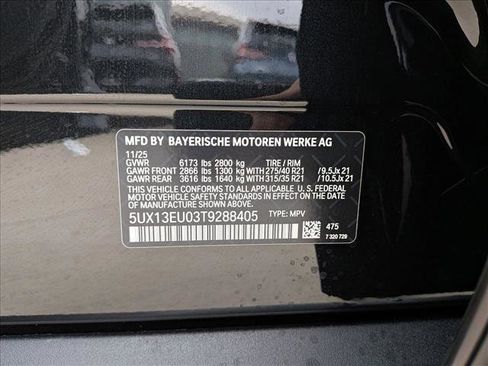 MFD BY BAYERISCHE MOTOREN WERKE AG
11/25
GVWR 6173 lbs 2800 kg TIRE / RIM
GAWR FRONT 2866 lbs 1300 kg WITH 275/40 R21 /9.5Jx 21
GAWR REAR 3616 lbs 1640 kg WITH 315/35 R21 /10.5Jx 21
THIS VEHICLE CONFORMS TO ALL APPLICABLE U.S. FEDERAL
MOTOR VEHICLE SAFETY STANDARDS IN EFFECT ON THE
DATE OF MANUFACTURE SHOWN ABOVE.
5UX13EU03T9288405 TYPE: MPV
475
7 320 729